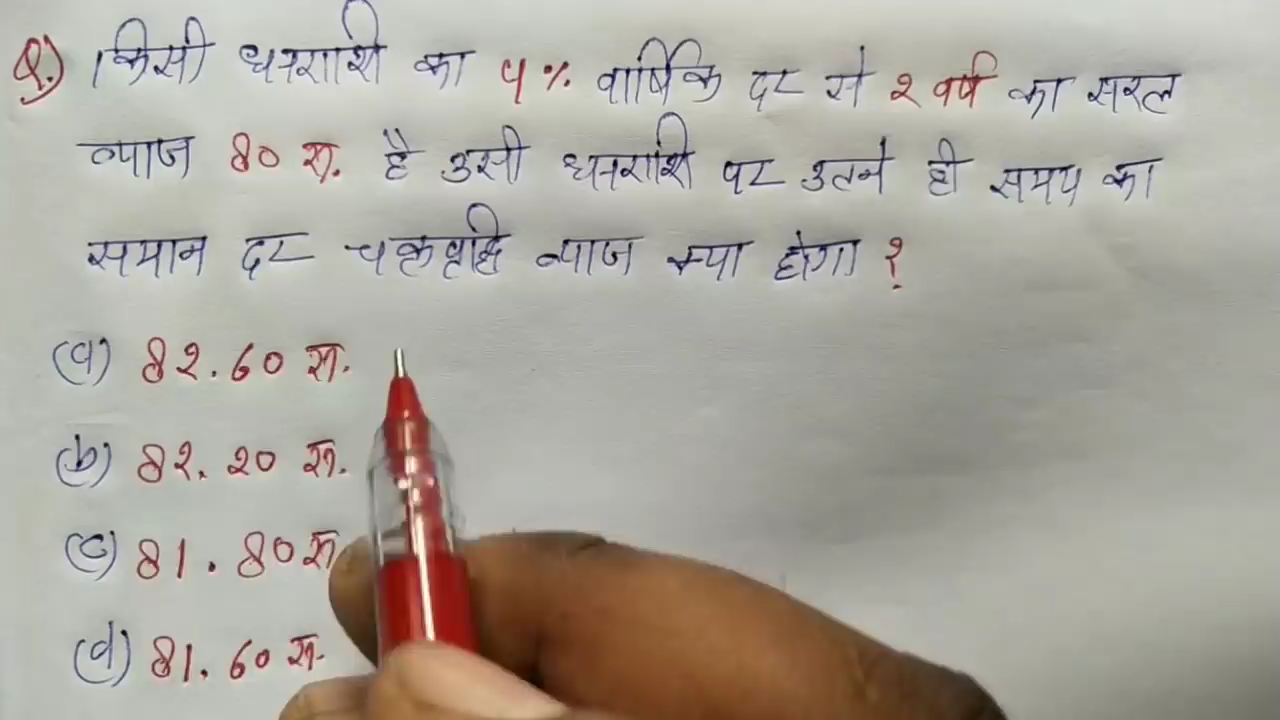 Q.) किसी धनराशि का 4% वार्षिक दर से 2 वर्ष का सरल
ब्याज 80 रु. है उसी धनराशि पर उतने ही समय का
समान दर चक्रवृद्धि ब्याज क्या होगा ?
(a) 82.60 रु.
(b) 82.20 रु.
(c) 81.80 रु
(d) 81.60 रु.